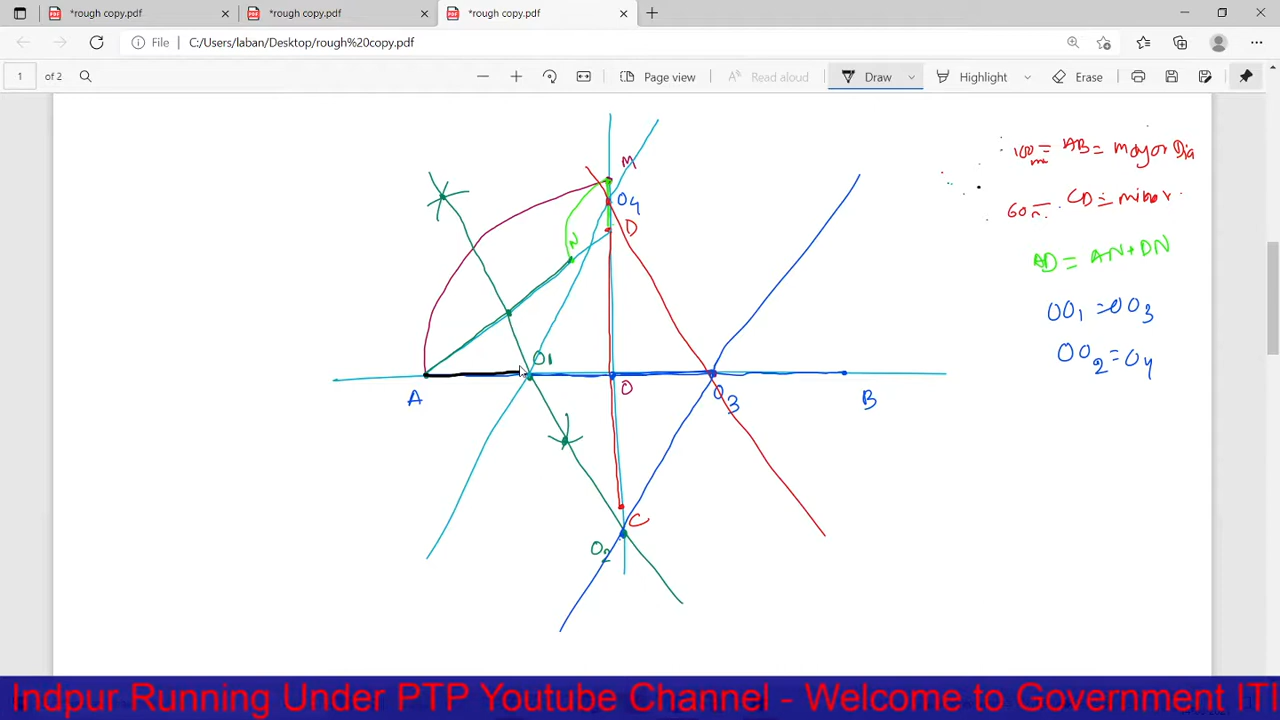 *rough copy.pdf
*rough copy.pdf
*rough copy.pdf
File
C:/Users/laban/Desktop/rough%20copy.pdf
1
of 2
Page view
Read aloud
Draw
Highlight
Erase
M
O4
D
N
O1
A
O
O3
B
C
O2
100 = AB = major Dia
60 = CD = minor
AD = AN + DN
OO1 = OO3
OO2 = O4
Indpur Running Under PTP Youtube Channel - Welcome to Government ITI